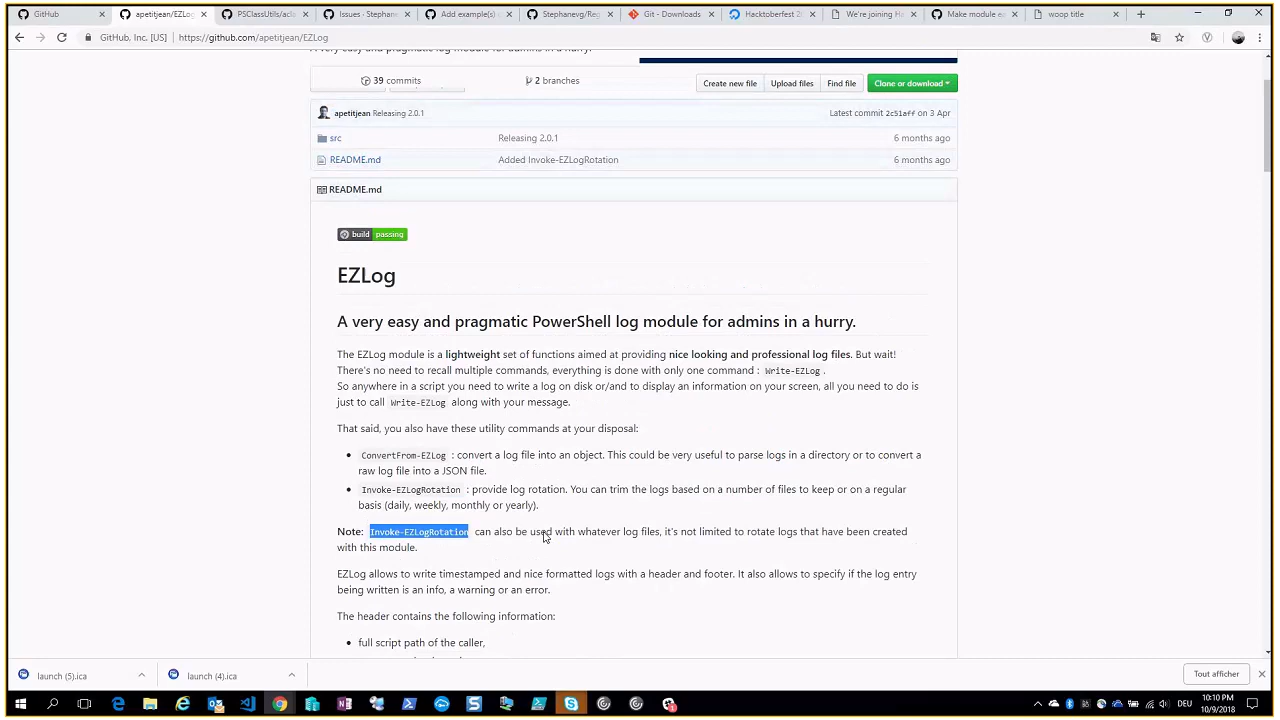 GitHub
apetitjean/EZLog
PSClassUtils/acla
Issues · Stephane
Add example(s)
Stephanevg/Reg
Git - Downloads
Hacktoberfest 2
We're joining Ha
Make module ea
woop title
GitHub, Inc. [US] | https://github.com/apetitjean/EZLog
A very easy and pragmatic log module for admins in a hurry.
39 commits 2 branches Create new file Upload files Find file Clone or download
apetitjean Releasing 2.0.1 Latest commit 2c51aff on 3 Apr
src Releasing 2.0.1 6 months ago
README.md Added Invoke-EZLogRotation 6 months ago
README.md
build passing
EZLog
A very easy and pragmatic PowerShell log module for admins in a hurry.
The EZLog module is a lightweight set of functions aimed at providing nice looking and professional log files. But wait!
There's no need to recall multiple commands, everything is done with only one command : Write-EZLog .
So anywhere in a script you need to write a log on disk or/and to display an information on your screen, all you need to do is
just to call Write-EZLog along with your message.
That said, you also have these utility commands at your disposal:
• ConvertFrom-EZLog : convert a log file into an object. This could be very useful to parse logs in a directory or to convert a
raw log file into a JSON file.
• Invoke-EZLogRotation : provide log rotation. You can trim the logs based on a number of files to keep or on a regular
basis (daily, weekly, monthly or yearly).
Note: Invoke-EZLogRotation can also be used with whatever log files, it's not limited to rotate logs that have been created
with this module.
EZLog allows to write timestamped and nice formatted logs with a header and footer. It also allows to specify if the log entry
being written is an info, a warning or an error.
The header contains the following information:
• full script path of the caller,
launch (5).ica
launch (4).ica
Tout afficher
DEU
10:10 PM
10/9/2018